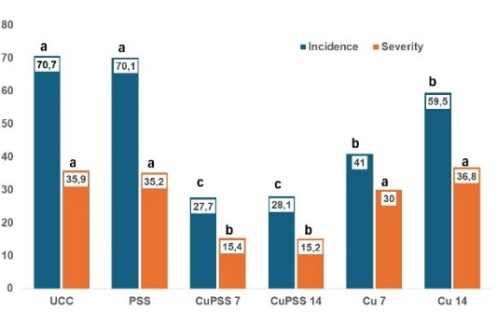 80
70
60
50
40
30
20
10
0
Incidence Severity
a
70,7
a
35,9
a
70,1
a
35,2
c
27,7
b
15,4
c
28,1
b
15,2
b
41
a
30
b
59,5
a
36,8
UCC PSS CuPSS 7 CuPSS 14 Cu 7 Cu 14